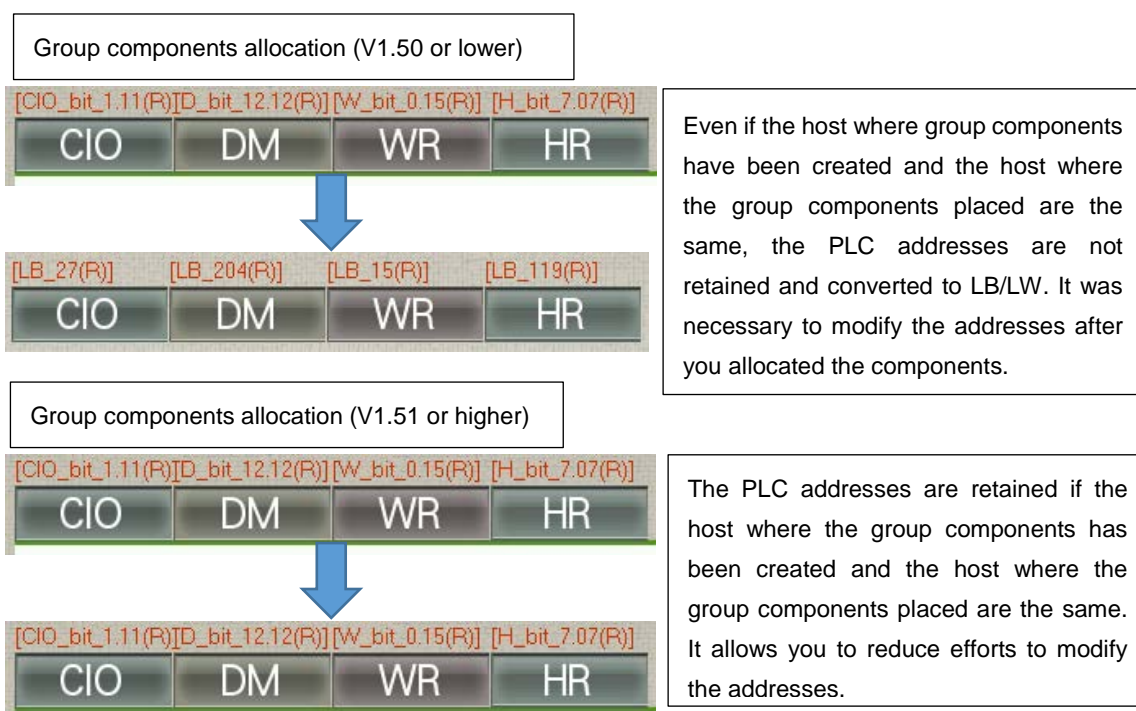 Group components allocation (V1.50 or lower)
[CIO_bit_1.11(R)] [D_bit_12.12(R)] [W_bit_0.15(R)] [H_bit_7.07(R)]
CIO DM WR HR
[LB_27(R)] [LB_204(R)] [LB_15(R)] [LB_119(R)]
CIO DM WR HR
Even if the host where group components
have been created and the host where
the group components placed are the
same, the PLC addresses are not
retained and converted to LB/LW. It was
necessary to modify the addresses after
you allocated the components.
Group components allocation (V1.51 or higher)
[CIO_bit_1.11(R)] [D_bit_12.12(R)] [W_bit_0.15(R)] [H_bit_7.07(R)]
CIO DM WR HR
[CIO_bit_1.11(R)] [D_bit_12.12(R)] [W_bit_0.15(R)] [H_bit_7.07(R)]
CIO DM WR HR
The PLC addresses are retained if the
host where the group components has
been created and the host where the
group components placed are the same.
It allows you to reduce efforts to modify
the addresses.